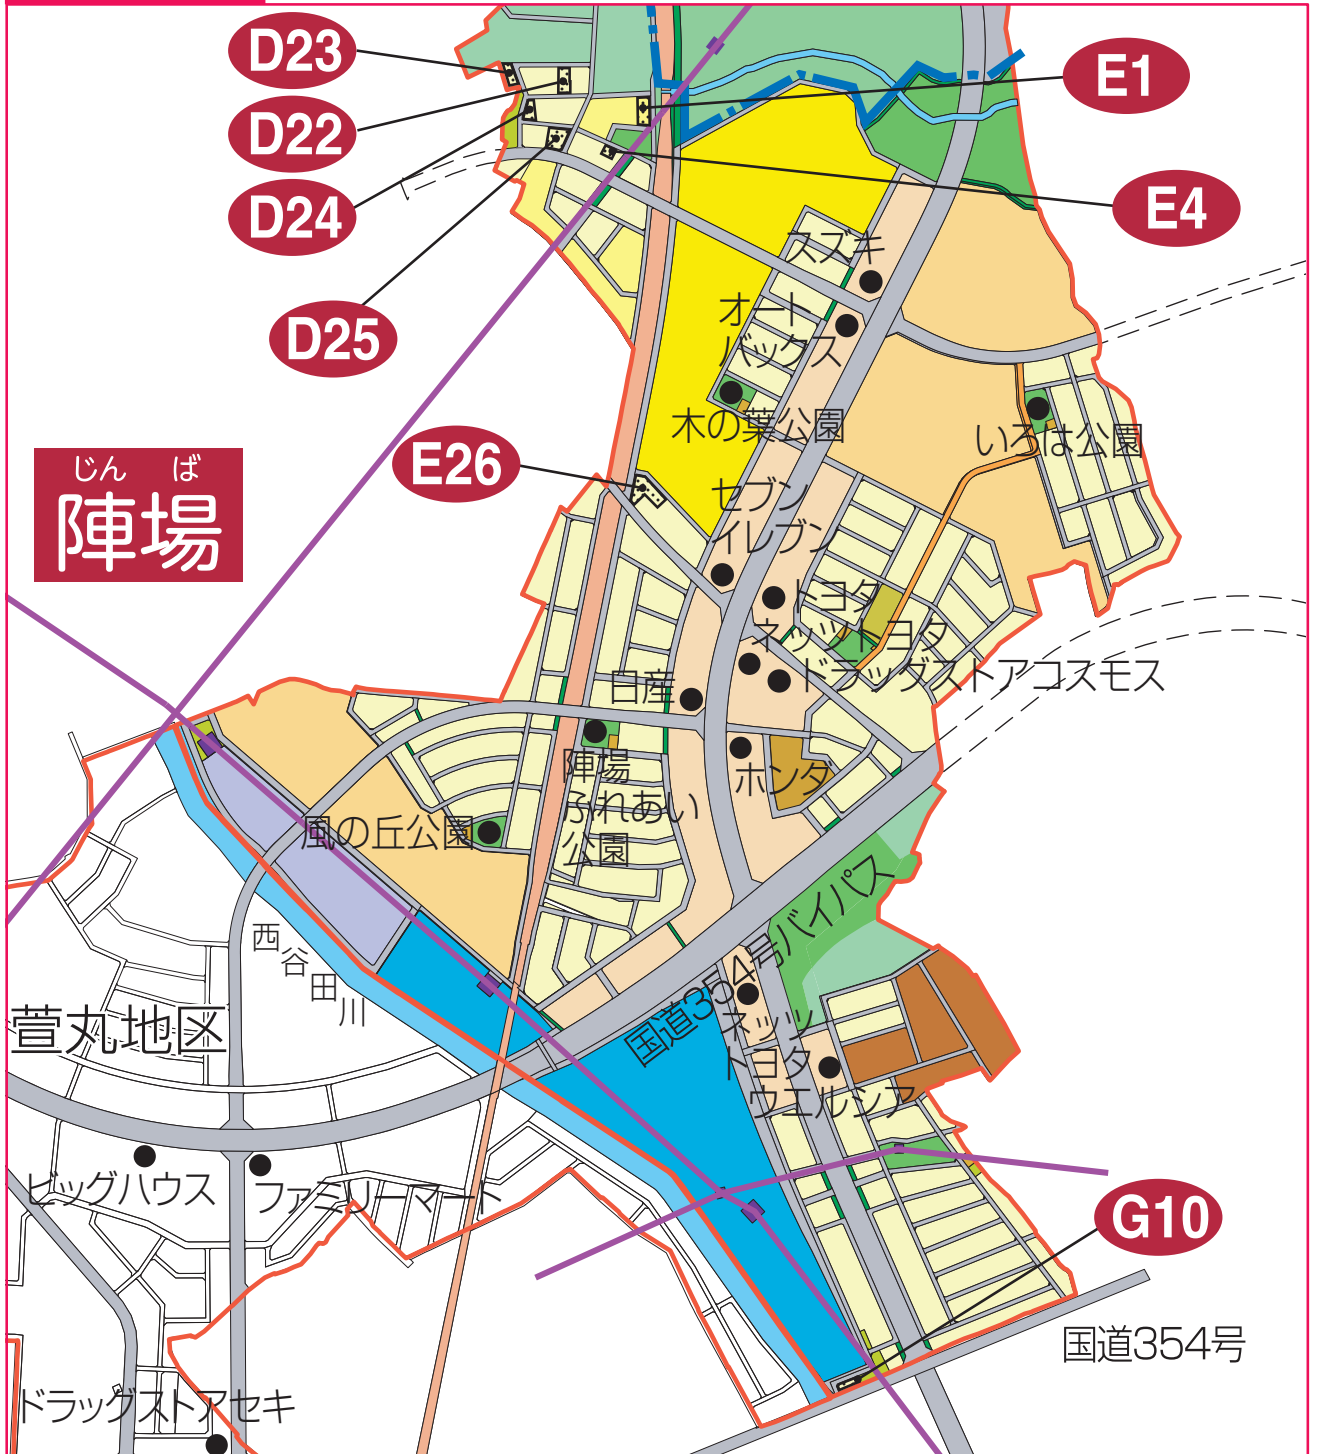 D23
D22
D24
D25
E1
E4
スズキ
オート
バックス
木の葉公園
いろは公園
E26
じん ば
陣場
セブン
イレブン
トヨタ
ネッツトヨタ
ドラッグストアコスモス
日産
陣場
ふれあい
公園
ホンダ
風の丘公園
西谷田川
国道354号バイパス
萱丸地区
ネッツ
トヨタ
ウエルシア
ビッグハウス
ファミリーマート
G10
国道354号
ドラッグストアセキ